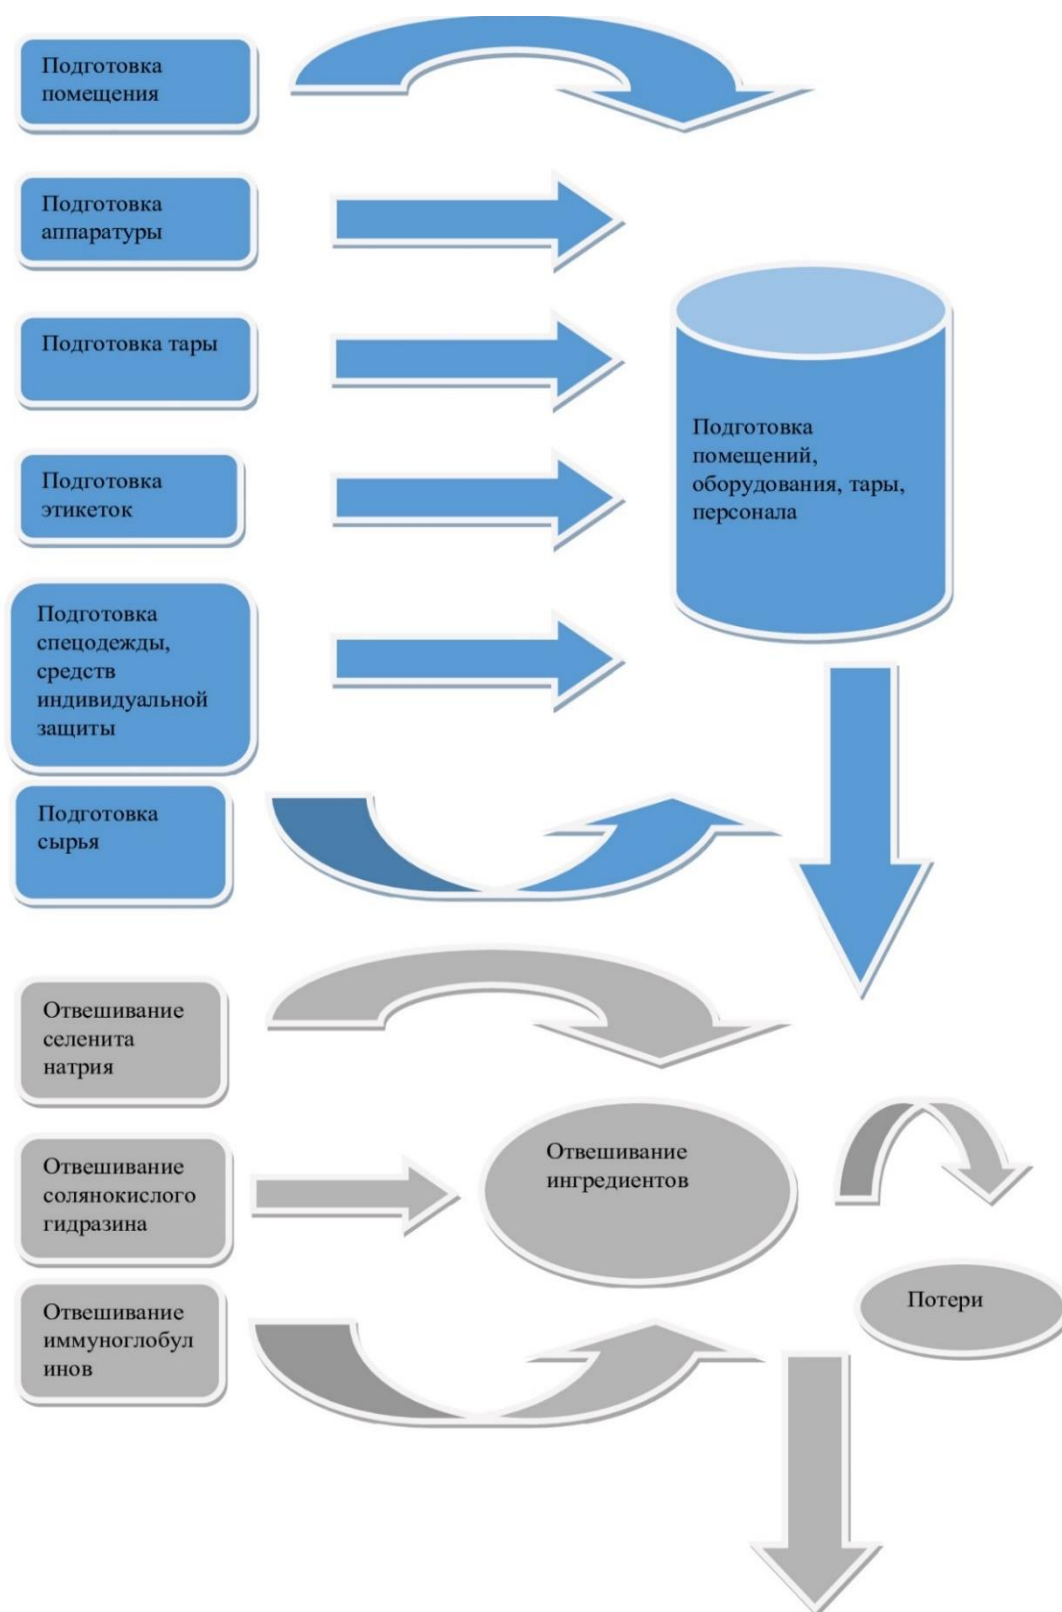 Подготовка
помещения
Подготовка
аппаратуры
Подготовка тары
Подготовка
этикеток
Подготовка
спецодежды,
средств
индивидуальной
защиты
Подготовка
сырья
Подготовка
помещений,
оборудования, тары,
персонала
Отвешивание
селенита
натрия
Отвешивание
солянокислого
гидразина
Отвешивание
иммуноглобул
инов
Отвешивание
ингредиентов
Потери